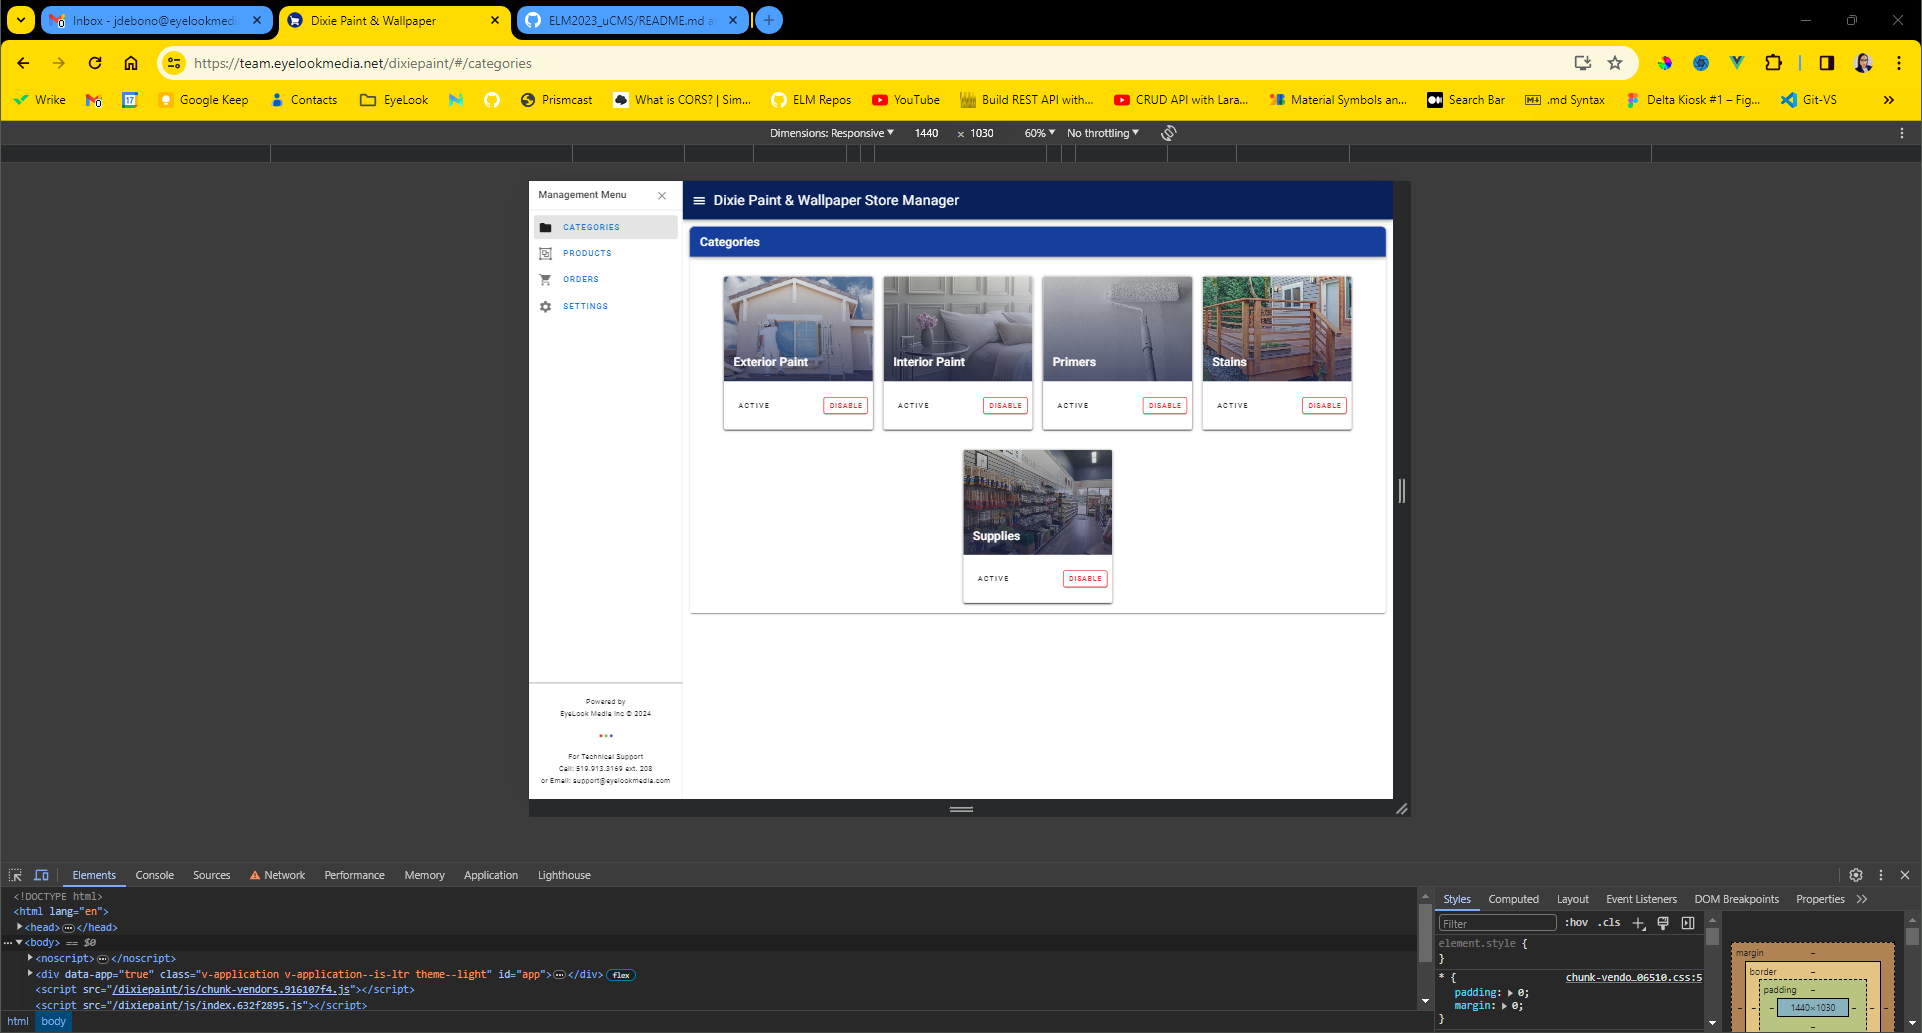 Inbox - jdebono@eyelookmedi
Dixie Paint & Wallpaper
ELM2023_uCMS/README.md a
https://team.eyelookmedia.net/dixiepaint/#/categories
Wrike
17
Google Keep
Contacts
EyeLook
Prismcast
What is CORS? | Sim...
ELM Repos
YouTube
Build REST API with...
CRUD API with Lara...
Material Symbols an...
Search Bar
.md Syntax
Delta Kiosk #1 – Fig...
Git-VS
Dimensions: Responsive
1440
×
1030
60%
No throttling
Management Menu
CATEGORIES
PRODUCTS
ORDERS
SETTINGS
Dixie Paint & Wallpaper Store Manager
Categories
Exterior Paint
Interior Paint
Primers
Stains
ACTIVE DISABLE
ACTIVE DISABLE
ACTIVE DISABLE
ACTIVE DISABLE
Supplies
ACTIVE DISABLE
Powered by
EyeLook Media Inc © 2024
For Technical Support
Call: 519.913.3169 ext. 208
or Email: support@eyelookmedia.com
Elements
Console
Sources
Network
Performance
Memory
Application
Lighthouse
<!DOCTYPE html>
<html lang="en">
<head>…</head>
<body> == $0
<noscript>…</noscript>
<div data-app="true" class="v-application v-application--is-ltr theme--light" id="app">…</div> flex
<script src="/dixiepaint/js/chunk-vendors.916107f4.js"></script>
<script src="/dixiepaint/js/index.632f2895.js"></script>
html body
Styles
Computed
Layout
Event Listeners
DOM Breakpoints
Properties
Filter
:hov
.cls
element.style {
}
* { chunk-vendo…06510.css:5
padding: 0;
margin: 0;
}
margin –
border –
padding –
1440×1030